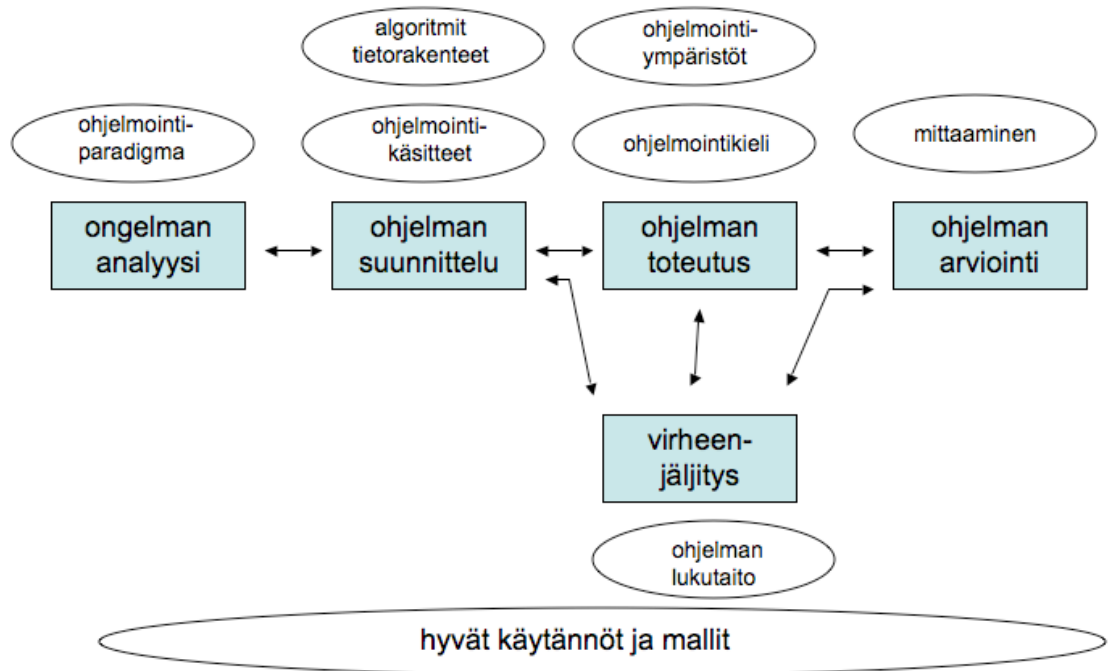 algoritmit
tietorakenteet
ohjelmointi-
ympäristöt
ohjelmointi-
paradigma
ohjelmointi-
käsitteet
ohjelmointikieli
mittaaminen
ongelman
analyysi
ohjelman
suunnittelu
ohjelman
toteutus
ohjelman
arviointi
virheen-
jäljitys
ohjelman
lukutaito
hyvät käytännöt ja mallit